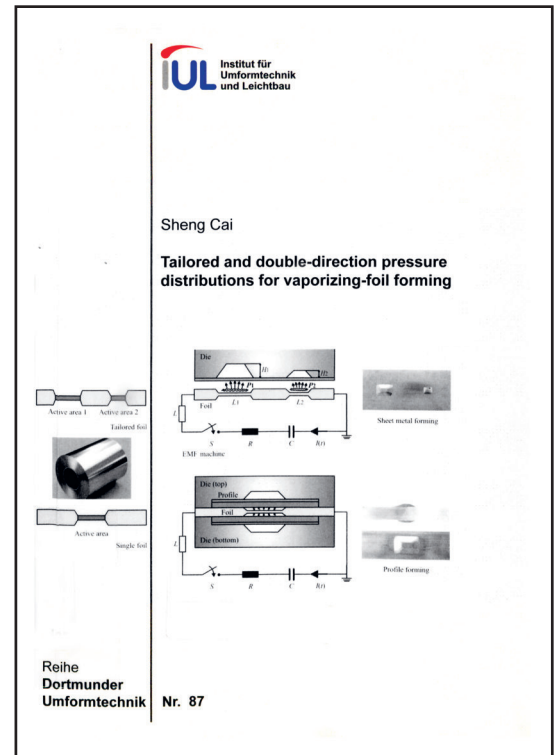 iUL Institut für
Umformtechnik
und Leichtbau
Sheng Cai
Tailored and double-direction pressure
distributions for vaporizing-foil forming
Active area 1 Active area 2
Tailored foil
Active area
Single foil
Die
H1
H2
P1
P2
Foil
L1
L2
L
S R C I(t)
EMF machine
Sheet metal forming
Die (top)
Profile
Foil
Die (bottom)
L
S R C I(t)
Profile forming
Reihe
Dortmunder
Umformtechnik Nr. 87